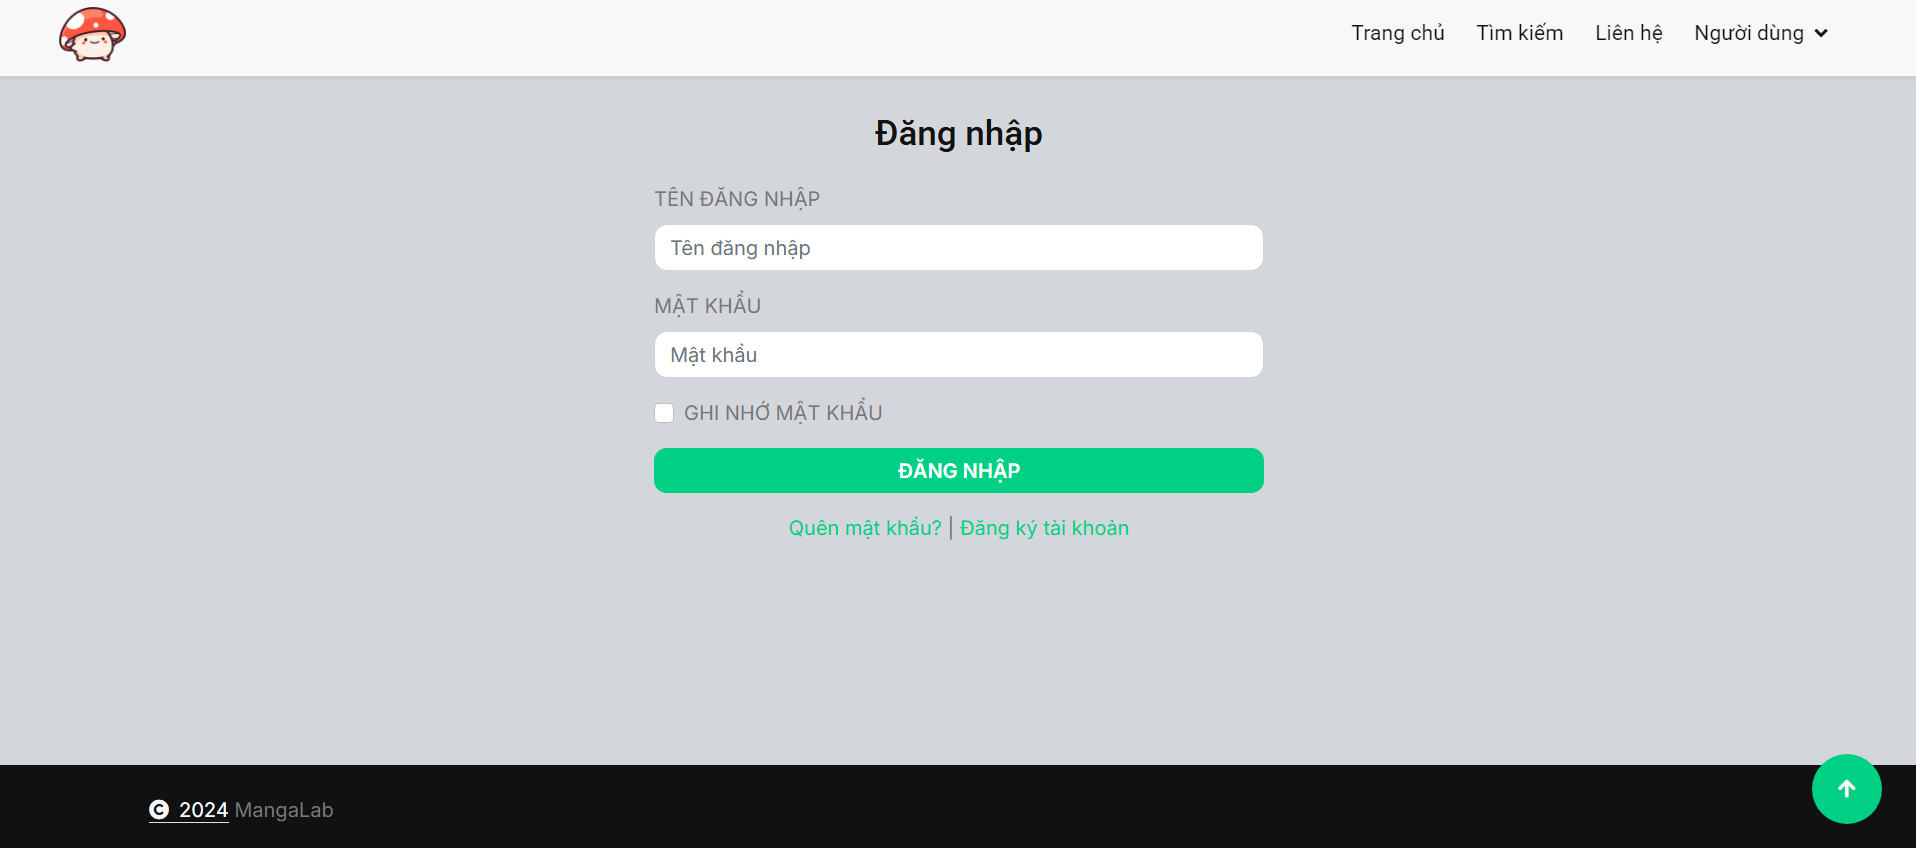 Trang chủ Tìm kiếm Liên hệ Người dùng
Đăng nhập
TÊN ĐĂNG NHẬP
Tên đăng nhập
MẬT KHẨU
Mật khẩu
GHI NHỚ MẬT KHẨU
ĐĂNG NHẬP
Quên mật khẩu? | Đăng ký tài khoản
© 2024 MangaLab